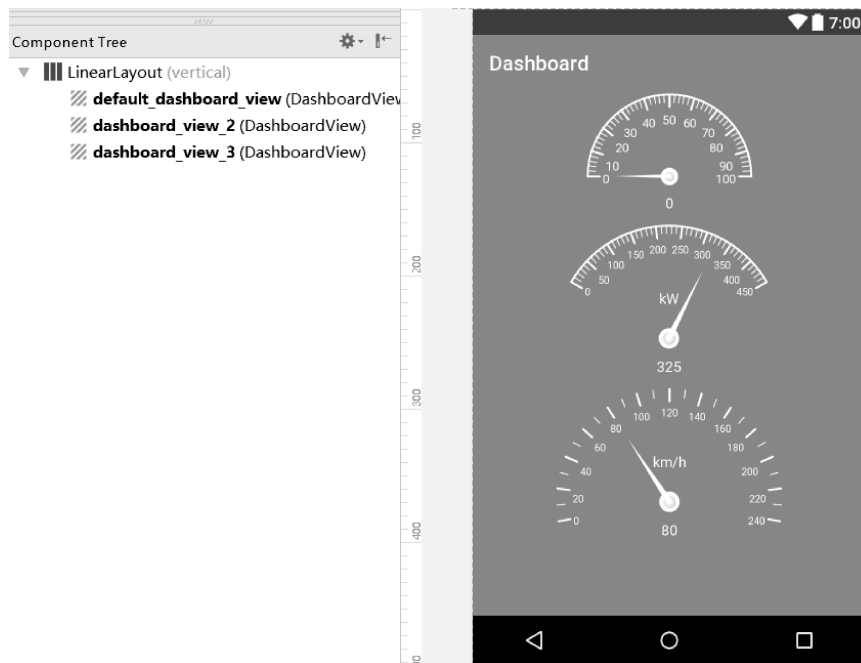 Component Tree
LinearLayout (vertical)
default_dashboard_view (DashboardView
dashboard_view_2 (DashboardView)
dashboard_view_3 (DashboardView)
100
200
300
400
7:00
Dashboard
0 10 20 30 40 50 60 70 80 90 100
0
0 50 100 150 200 250 300 350 400 450
kW
325
0 20 40 60 80 100 120 140 160 180 200 220 240
km/h
80